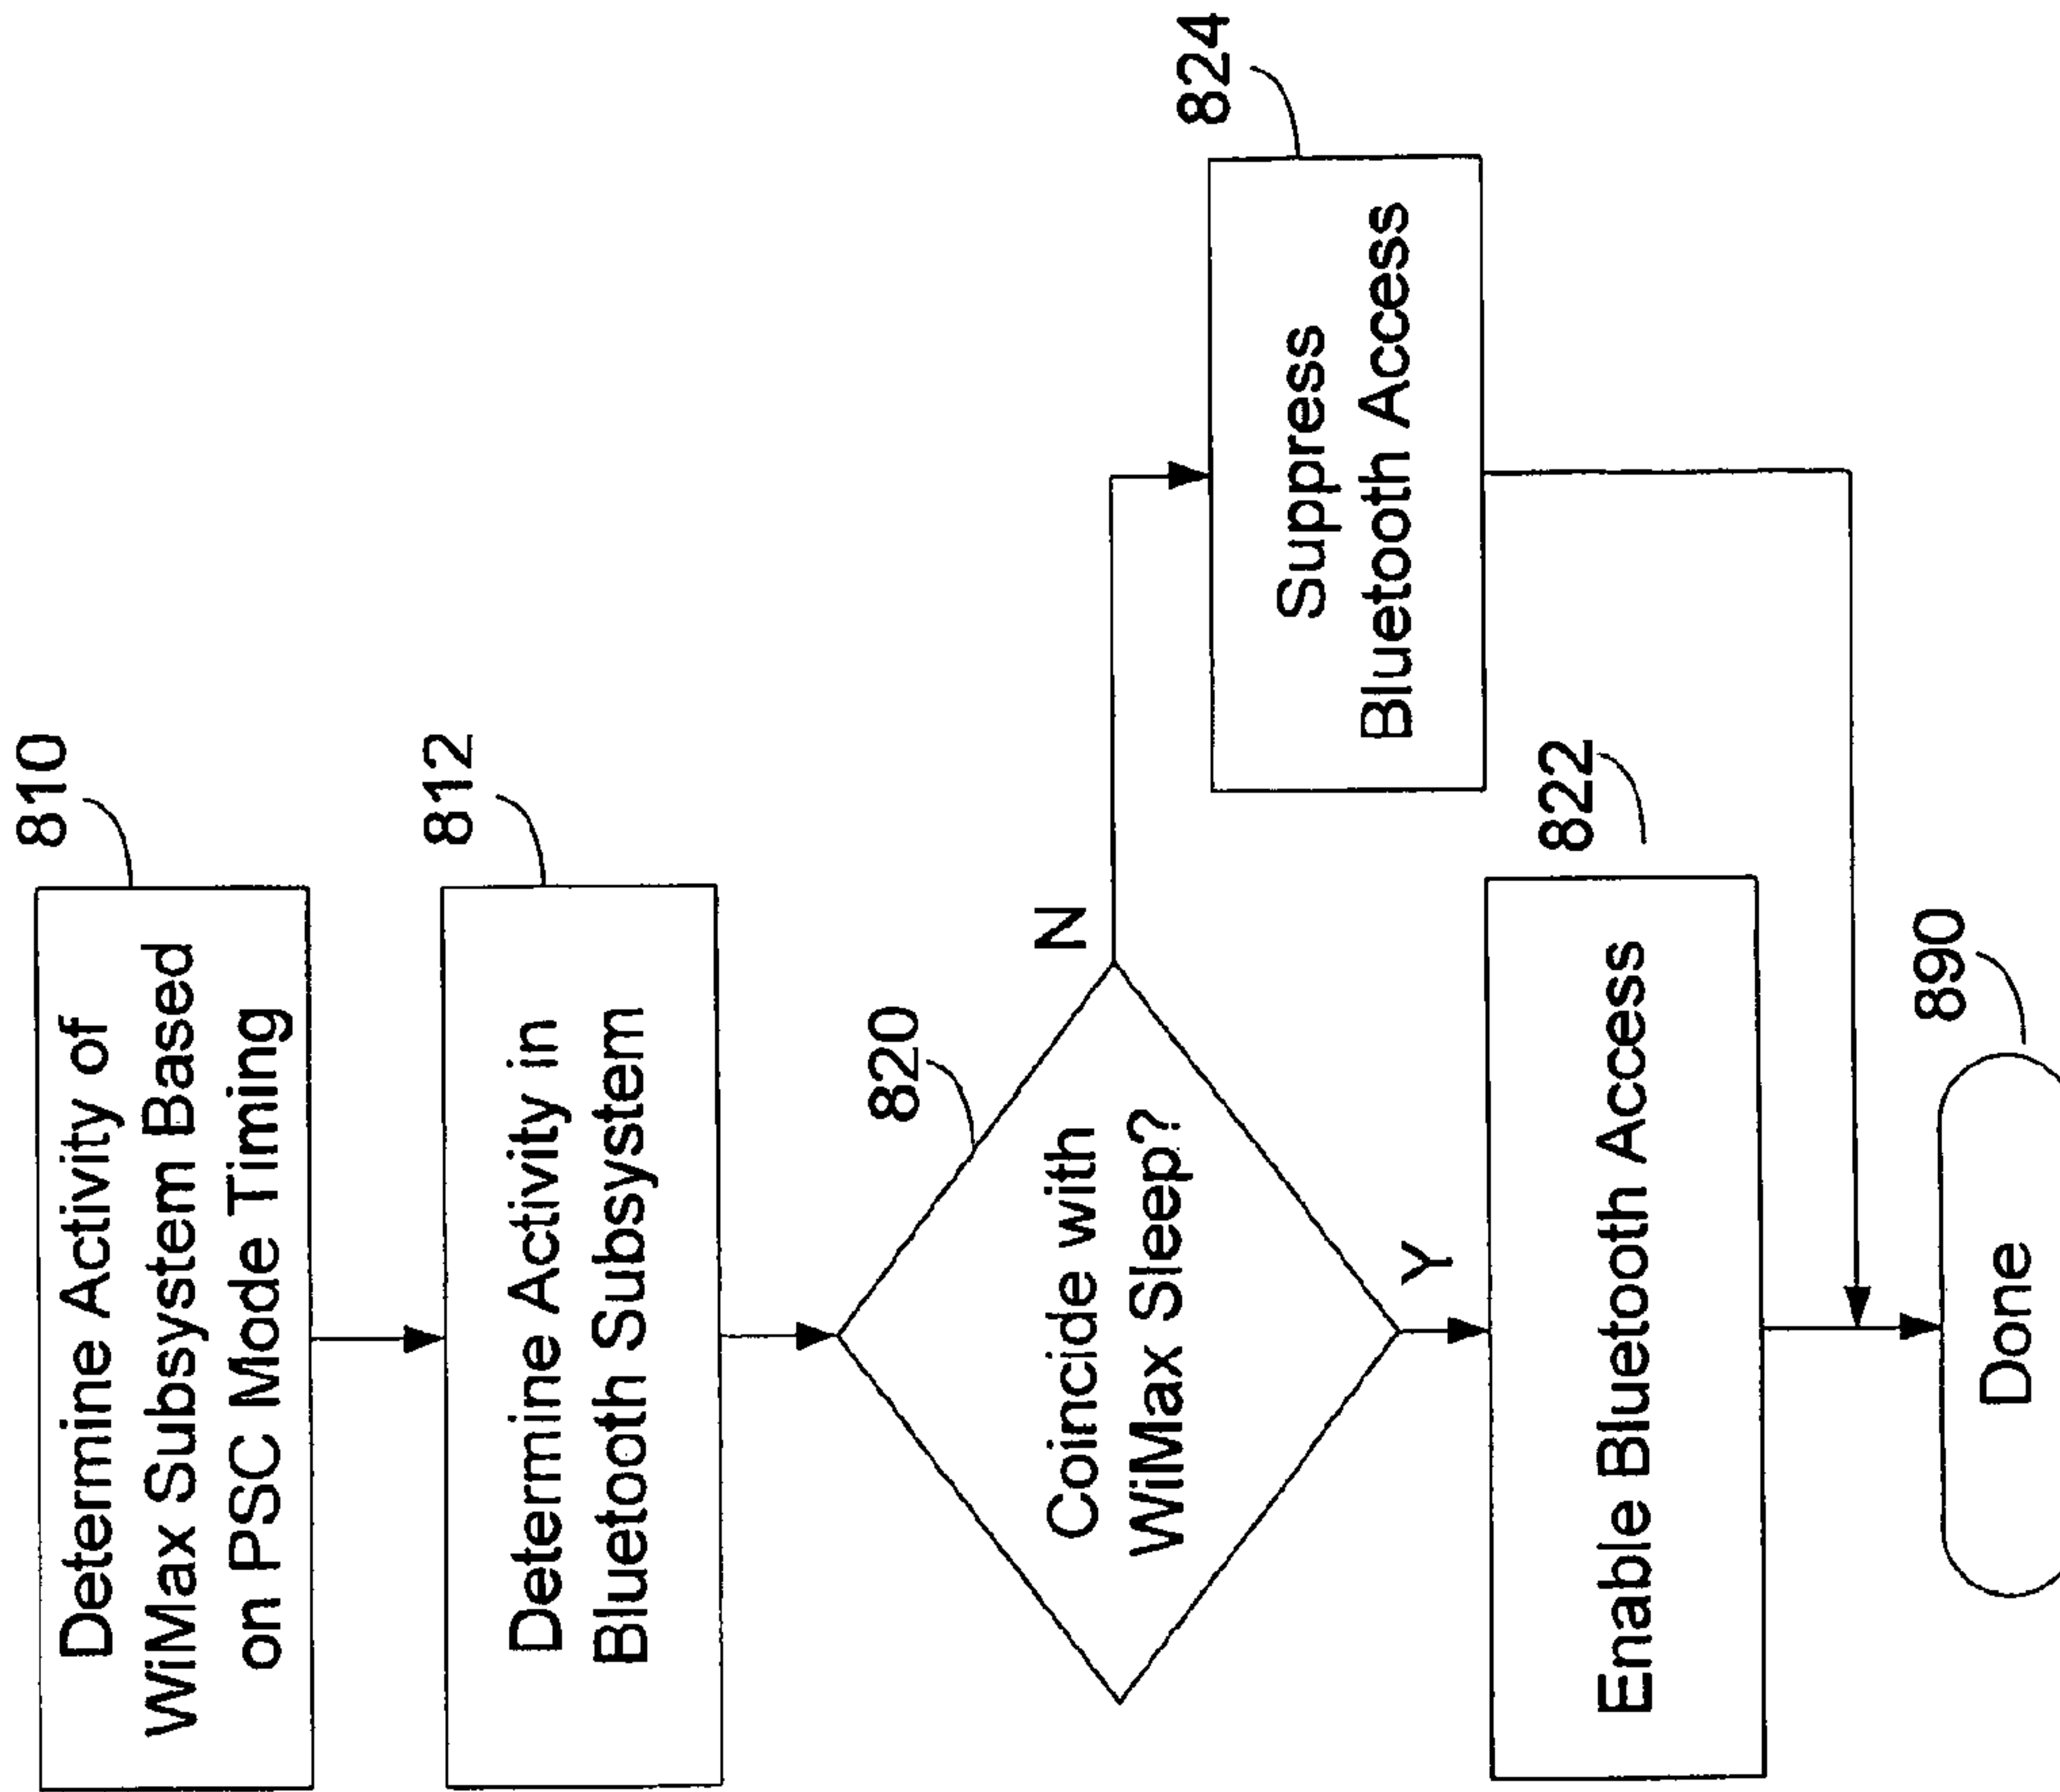 810
Determine Activity of
WiMax Subsystem Based
on PSC Mode Timing
812
Determine Activity in
Bluetooth Subsystem
820
Coincide with
WiMax Sleep?
N
Y
824
Suppress
Bluetooth Access
822
Enable Bluetooth Access
890
Done